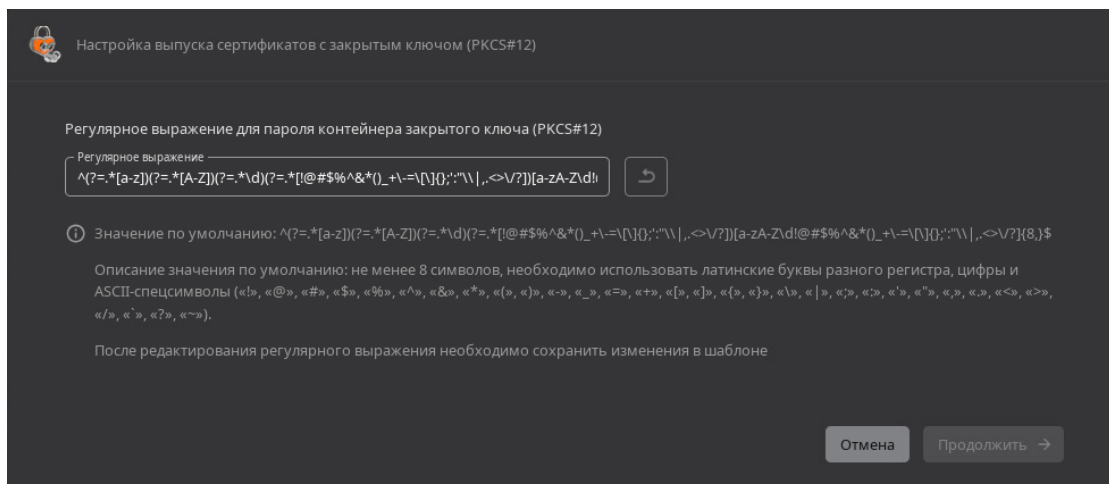 Настройка выпуска сертификатов с закрытым ключом (PKCS#12)
Регулярное выражение для пароля контейнера закрытого ключа (PKCS#12)
Регулярное выражение
^(?=.*[a-z])(?=.*[A-Z])(?=.*\d)(?=.*[!@#$%^&*()_+\-=\[\]{};':"\\|,.<>\/?])[a-zA-Z\d!
Значение по умолчанию: ^(?=.*[a-z])(?=.*[A-Z])(?=.*\d)(?=.*[!@#$%^&*()_+\-=\[\]{};':"\\|,.<>\/?])[a-zA-Z\d!@#$%^&*()_+\-=\[\]{};':"\\|,.<>\/?]{8,}$
Описание значения по умолчанию: не менее 8 символов, необходимо использовать латинские буквы разного регистра, цифры и
ASCII-спецсимволы («!», «@», «#», «$», «%», «^», «&», «*», «(», «)», «-», «_», «=», «+», «[», «]», «{», «}», «\», «|», «;», «:», «'», «"», «,», «.», «<», «>»,
«/», «`», «?», «~»).
После редактирования регулярного выражения необходимо сохранить изменения в шаблоне
Отмена
Продолжить →